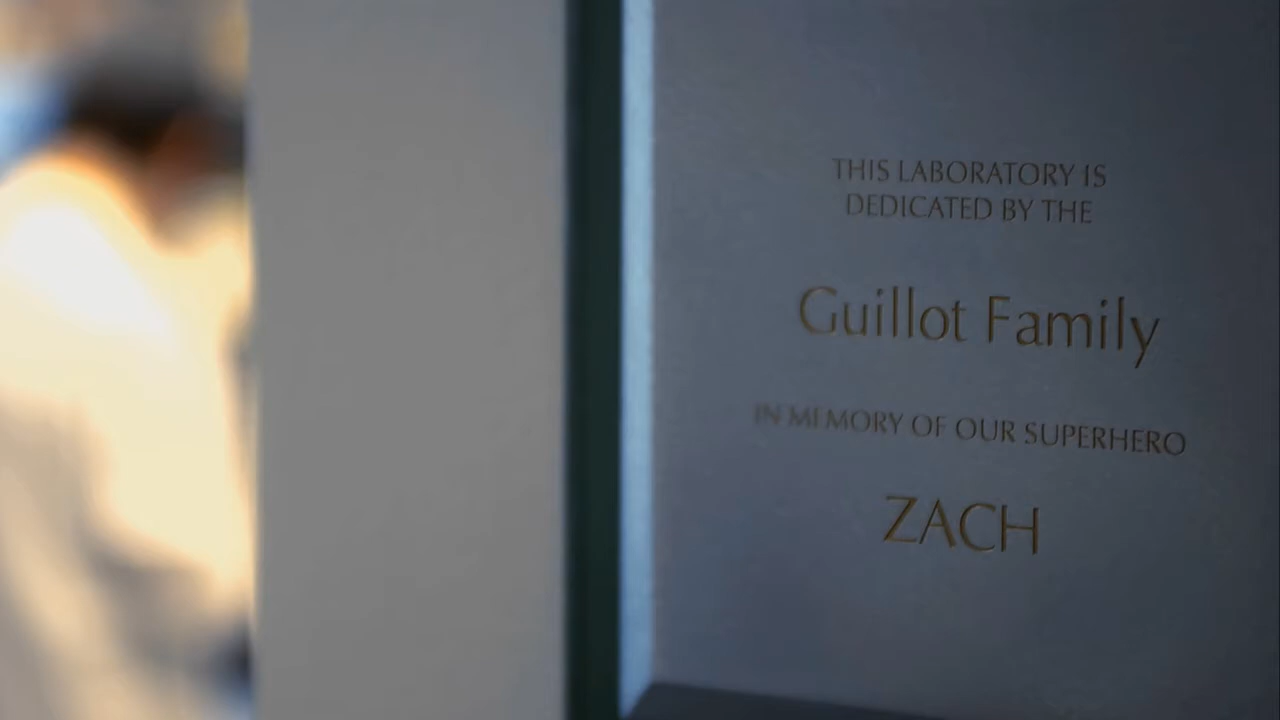 THIS LABORATORY IS
DEDICATED BY THE
Guillot Family
IN MEMORY OF OUR SUPERHERO
ZACH